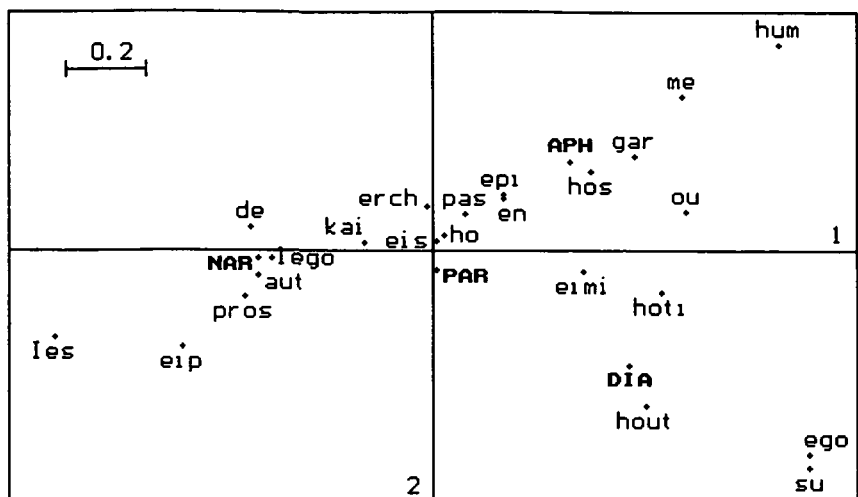 hum
0.2
me
APH gar
hos
epi
en
erch pas
ou
de
kai
eis ho
1
NAR lego
aut
PAR
eimi
pros
hoti
Ies
eip
DIA
hout
ego
su
2